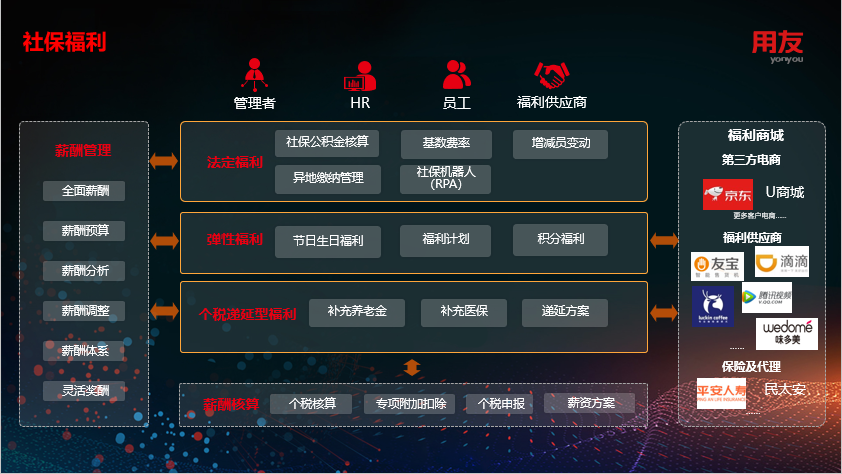 社保福利
用友
yonyou
管理者
HR
员工
福利供应商
薪酬管理
全面薪酬
薪酬预算
薪酬分析
薪酬调整
薪酬体系
灵活奖酬
法定福利
社保公积金核算
基数费率
增减员变动
异地缴纳管理
社保机器人
(RPA)
弹性福利
节日生日福利
福利计划
积分福利
个税递延型福利
补充养老金
补充医保
递延方案
薪酬核算
个税核算
专项附加扣除
个税申报
薪资方案
福利商城
第三方电商
京东
U商城
更多客户电商.....
福利供应商
友宝
滴滴
luckin coffee
腾讯视频
V.QQ.COM
wedomé
味多美
......
保险及代理
平安人寿
PING AN LIFE INSURANCE
民太安
......